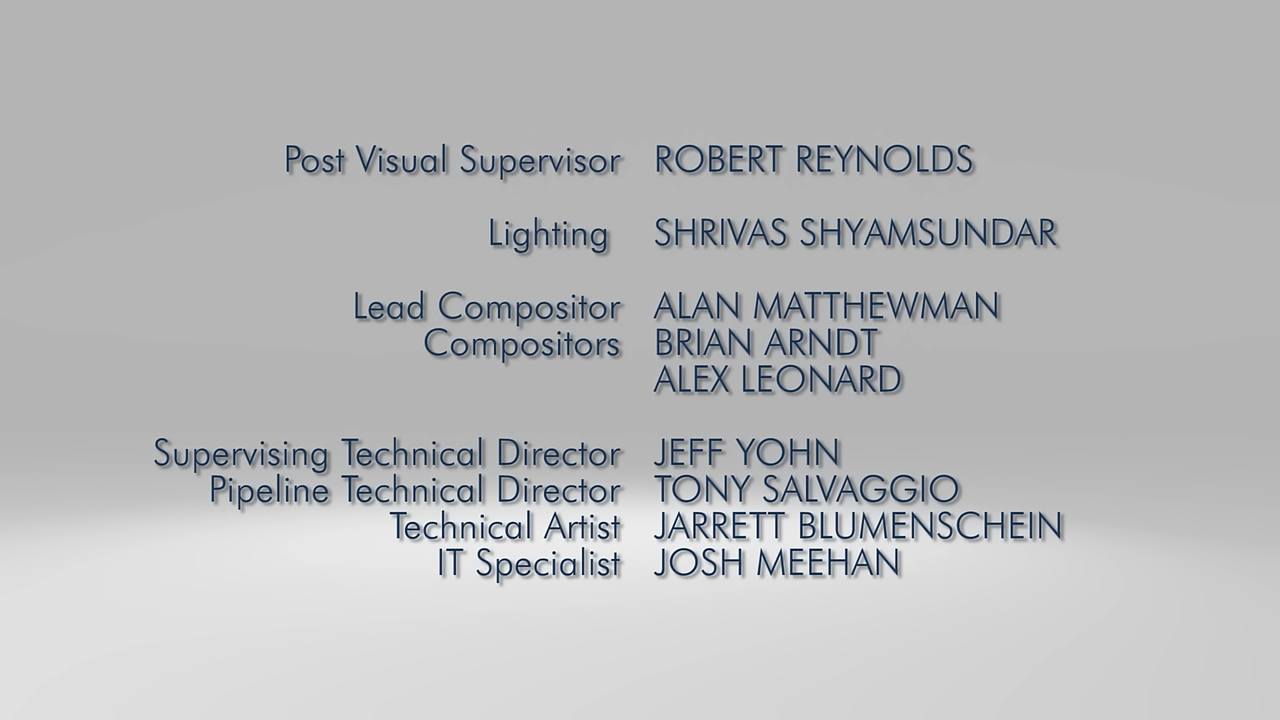 Post Visual Supervisor ROBERT REYNOLDS
Lighting SHRIVAS SHYAMSUNDAR
Lead Compositor ALAN MATTHEWMAN
Compositors BRIAN ARNDT
ALEX LEONARD
Supervising Technical Director JEFF YOHN
Pipeline Technical Director TONY SALVAGGIO
Technical Artist JARRETT BLUMENSCHEIN
IT Specialist JOSH MEEHAN